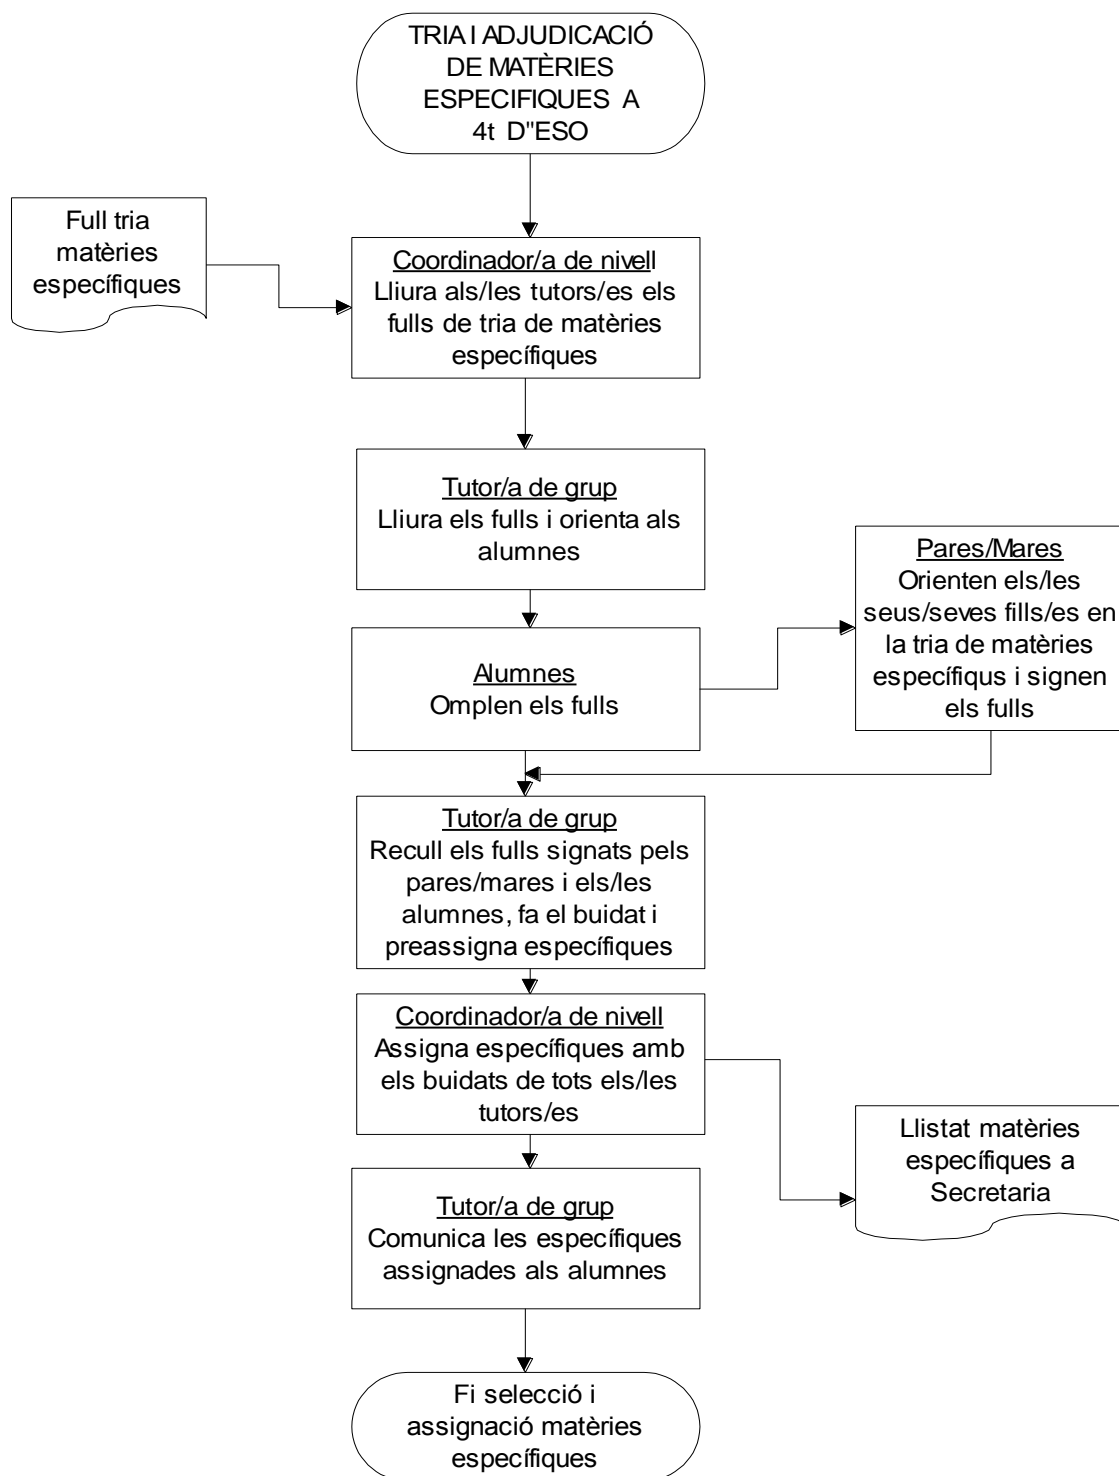 TRIA I ADJUDICACIÓ
DE MATÈRIES
ESPECIFIQUES A
4t D"ESO
Full tria
matèries
específiques
Coordinador/a de nivell
Lliura als/les tutors/es els
fulls de tria de matèries
específiques
Tutor/a de grup
Lliura els fulls i orienta als
alumnes
Pares/Mares
Orienten els/les
seus/seves fills/es en
la tria de matèries
específiqus i signen
els fulls
Alumnes
Omplen els fulls
Tutor/a de grup
Recull els fulls signats pels
pares/mares i els/les
alumnes, fa el buidat i
preassigna específiques
Coordinador/a de nivell
Assigna específiques amb
els buidats de tots els/les
tutors/es
Llistat matèries
específiques a
Secretaria
Tutor/a de grup
Comunica les específiques
assignades als alumnes
Fi selecció i
assignació matèries
específiques